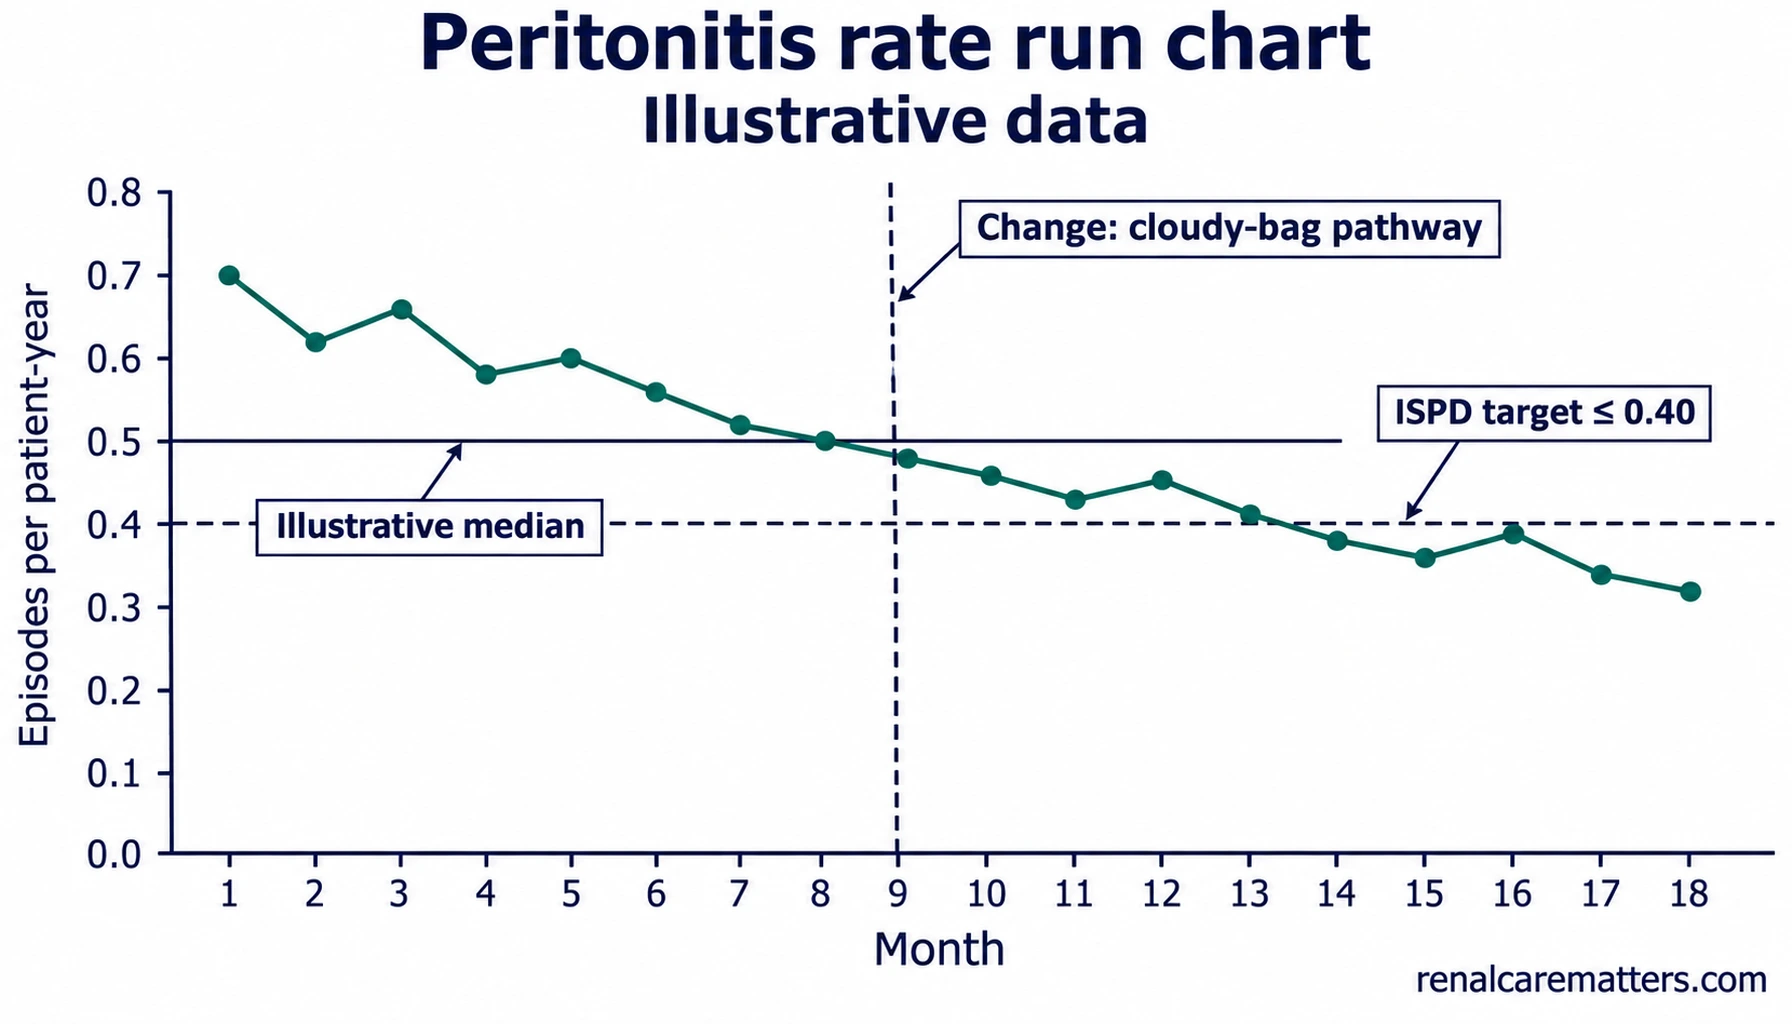 Peritonitis rate run chart
Illustrative data
Episodes per patient-year
0.8
0.7
0.6
0.5
0.4
0.3
0.2
0.1
0.0
Change: cloudy-bag pathway
ISPD target ≤ 0.40
Illustrative median
1 2 3 4 5 6 7 8 9 10 11 12 13 14 15 16 17 18
Month
renalcarematters.com